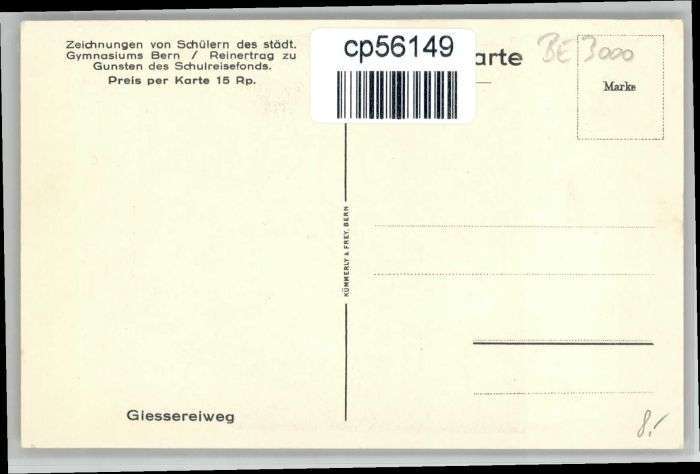 Zeichnungen von Schülern des städt.
Gymnasiums Bern / Reinertrag zu
Gunsten des Schulreisefonds.
Preis per Karte 15 Rp.
cp56149
arte
BE 3000
Marke
KÜMMERLY & FREY, BERN
Giessereiweg
8.-